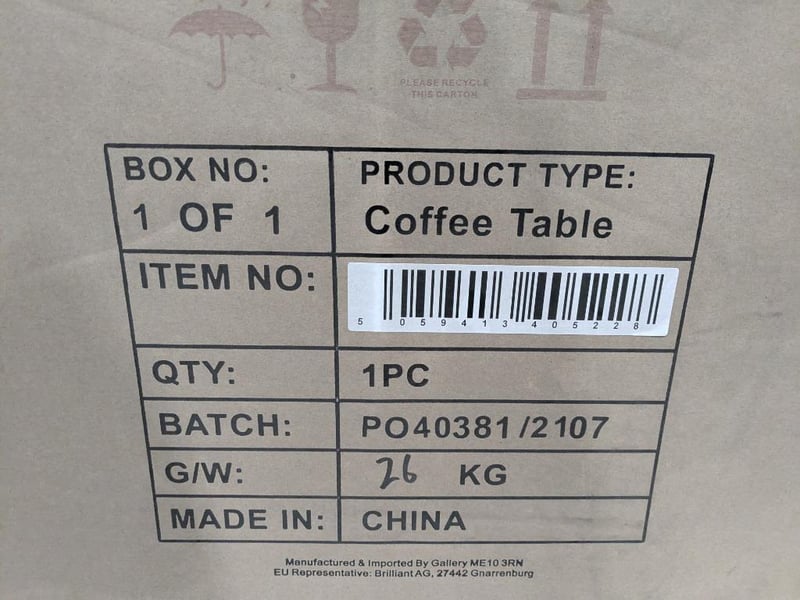 PLEASE RECYCLE
THIS CARTON
BOX NO:
1 OF 1
PRODUCT TYPE:
Coffee Table
ITEM NO:
5 059413 405228
QTY:
1PC
BATCH:
PO40381/2107
G/W:
26 KG
MADE IN:
CHINA
Manufactured & Imported By Gallery ME10 3RN
EU Representative: Brilliant AG, 27442 Gnarrenburg